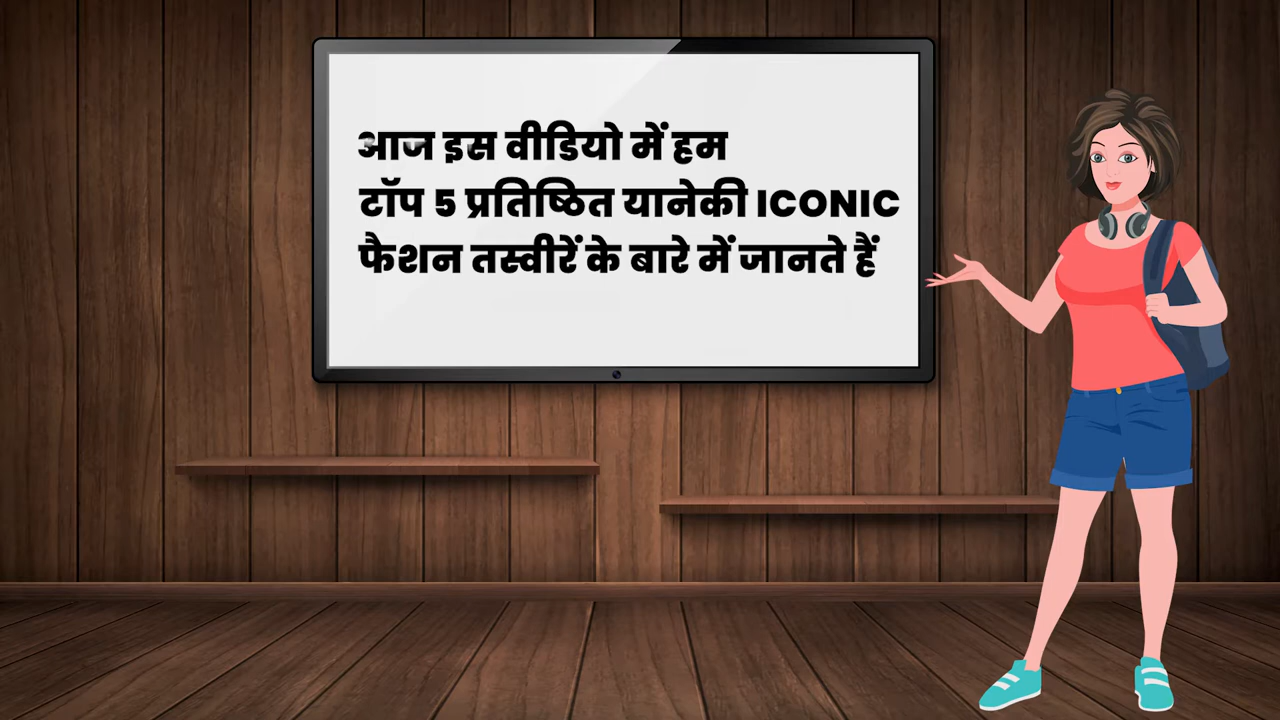 आज इस वीडियो में हम
टॉप 5 प्रतिष्ठित यानेकी ICONIC
फैशन तस्वीरें के बारे में जानते हैं